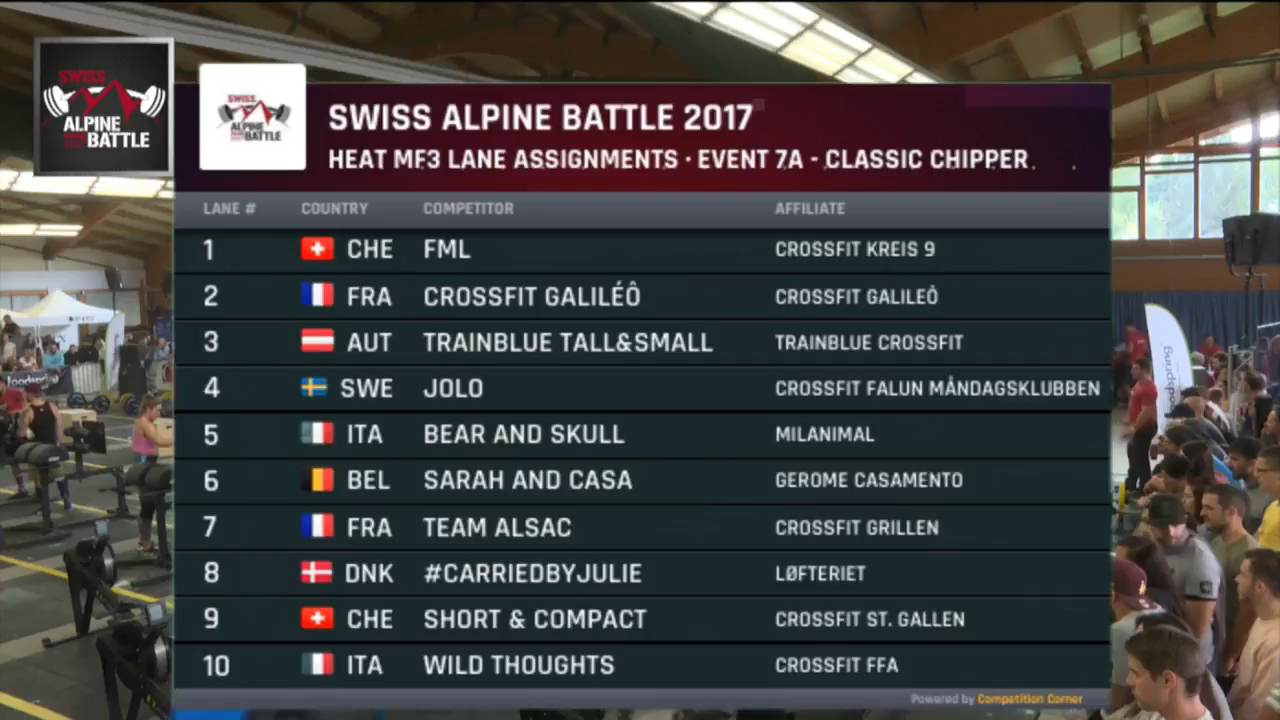 SWISS
ALPINE
BATTLE
SWISS
ALPINE
BATTLE
SWISS ALPINE BATTLE 2017
HEAT MF3 LANE ASSIGNMENTS · EVENT 7A - CLASSIC CHIPPER
LANE # COUNTRY COMPETITOR AFFILIATE
1 CHE FML CROSSFIT KREIS 9
2 FRA CROSSFIT GALILÉÔ CROSSFIT GALILEÔ
3 AUT TRAINBLUE TALL&SMALL TRAINBLUE CROSSFIT
4 SWE JOLO CROSSFIT FALUN MÅNDAGSKLUBBEN
5 ITA BEAR AND SKULL MILANIMAL
6 BEL SARAH AND CASA GEROME CASAMENTO
7 FRA TEAM ALSAC CROSSFIT GRILLEN
8 DNK #CARRIEDBYJULIE LØFTERIET
9 CHE SHORT & COMPACT CROSSFIT ST. GALLEN
10 ITA WILD THOUGHTS CROSSFIT FFA
Powered by Competition Corner